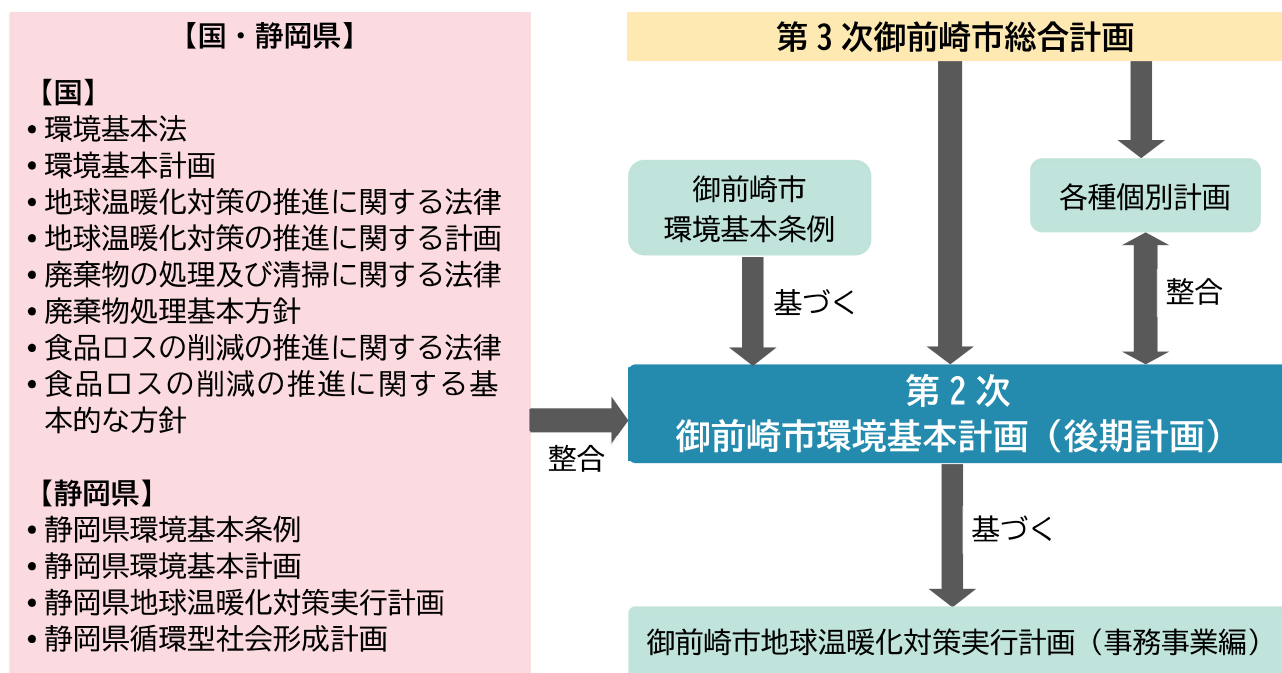 【国・静岡県】
【国】
• 環境基本法
• 環境基本計画
• 地球温暖化対策の推進に関する法律
• 地球温暖化対策の推進に関する計画
• 廃棄物の処理及び清掃に関する法律
• 廃棄物処理基本方針
• 食品ロスの削減の推進に関する法律
• 食品ロスの削減の推進に関する基
本的な方針
【静岡県】
• 静岡県環境基本条例
• 静岡県環境基本計画
• 静岡県地球温暖化対策実行計画
• 静岡県循環型社会形成計画
整合
第3次御前崎市総合計画
御前崎市
環境基本条例
各種個別計画
基づく
整合
第2次
御前崎市環境基本計画（後期計画）
基づく
御前崎市地球温暖化対策実行計画（事務事業編）